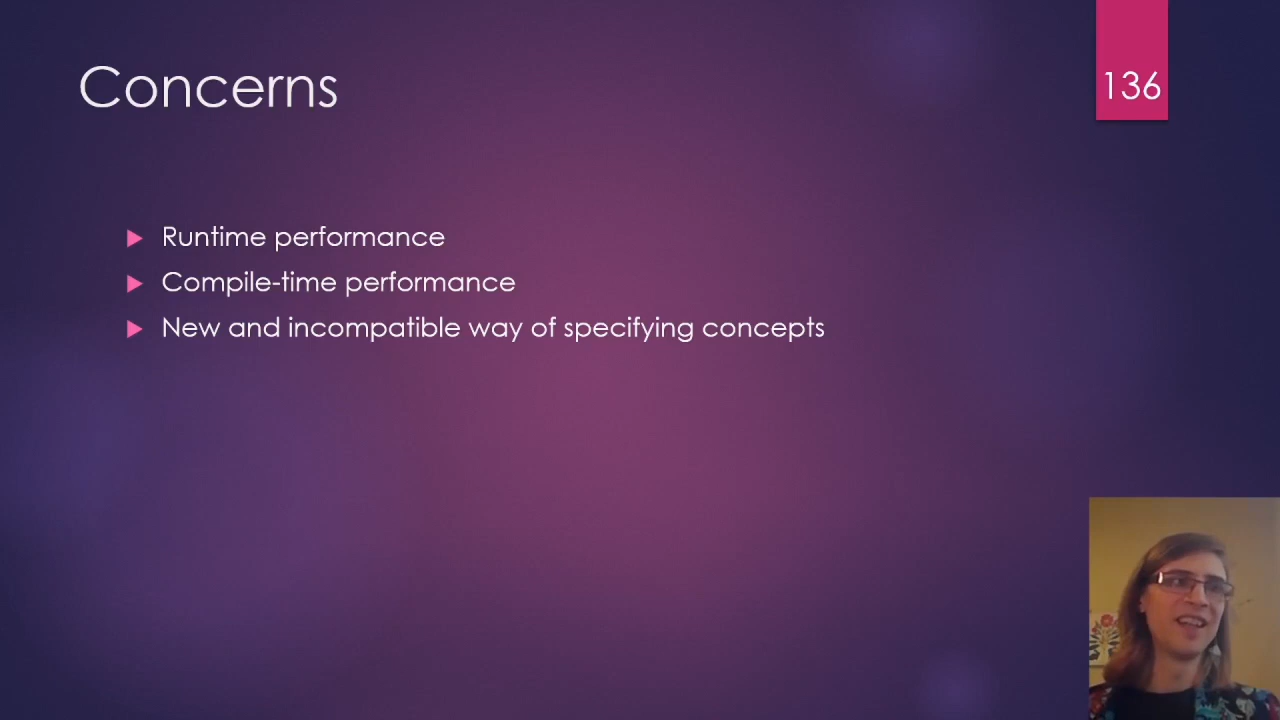 Concerns
136
Runtime performance
Compile-time performance
New and incompatible way of specifying concepts